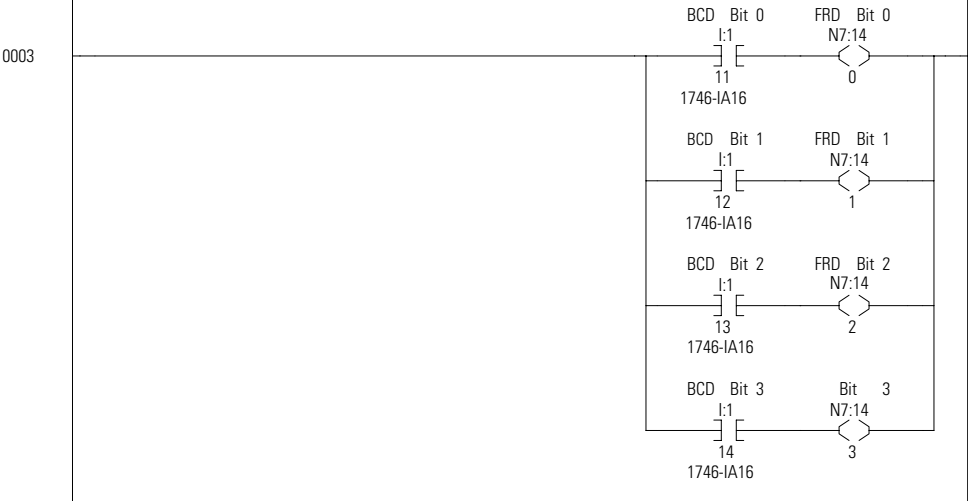 BCD Bit 0 FRD Bit 0
I:1 N7:14
0003
11 0
1746-IA16
BCD Bit 1 FRD Bit 1
I:1 N7:14
12 1
1746-IA16
BCD Bit 2 FRD Bit 2
I:1 N7:14
13 2
1746-IA16
BCD Bit 3 Bit 3
I:1 N7:14
14 3
1746-IA16